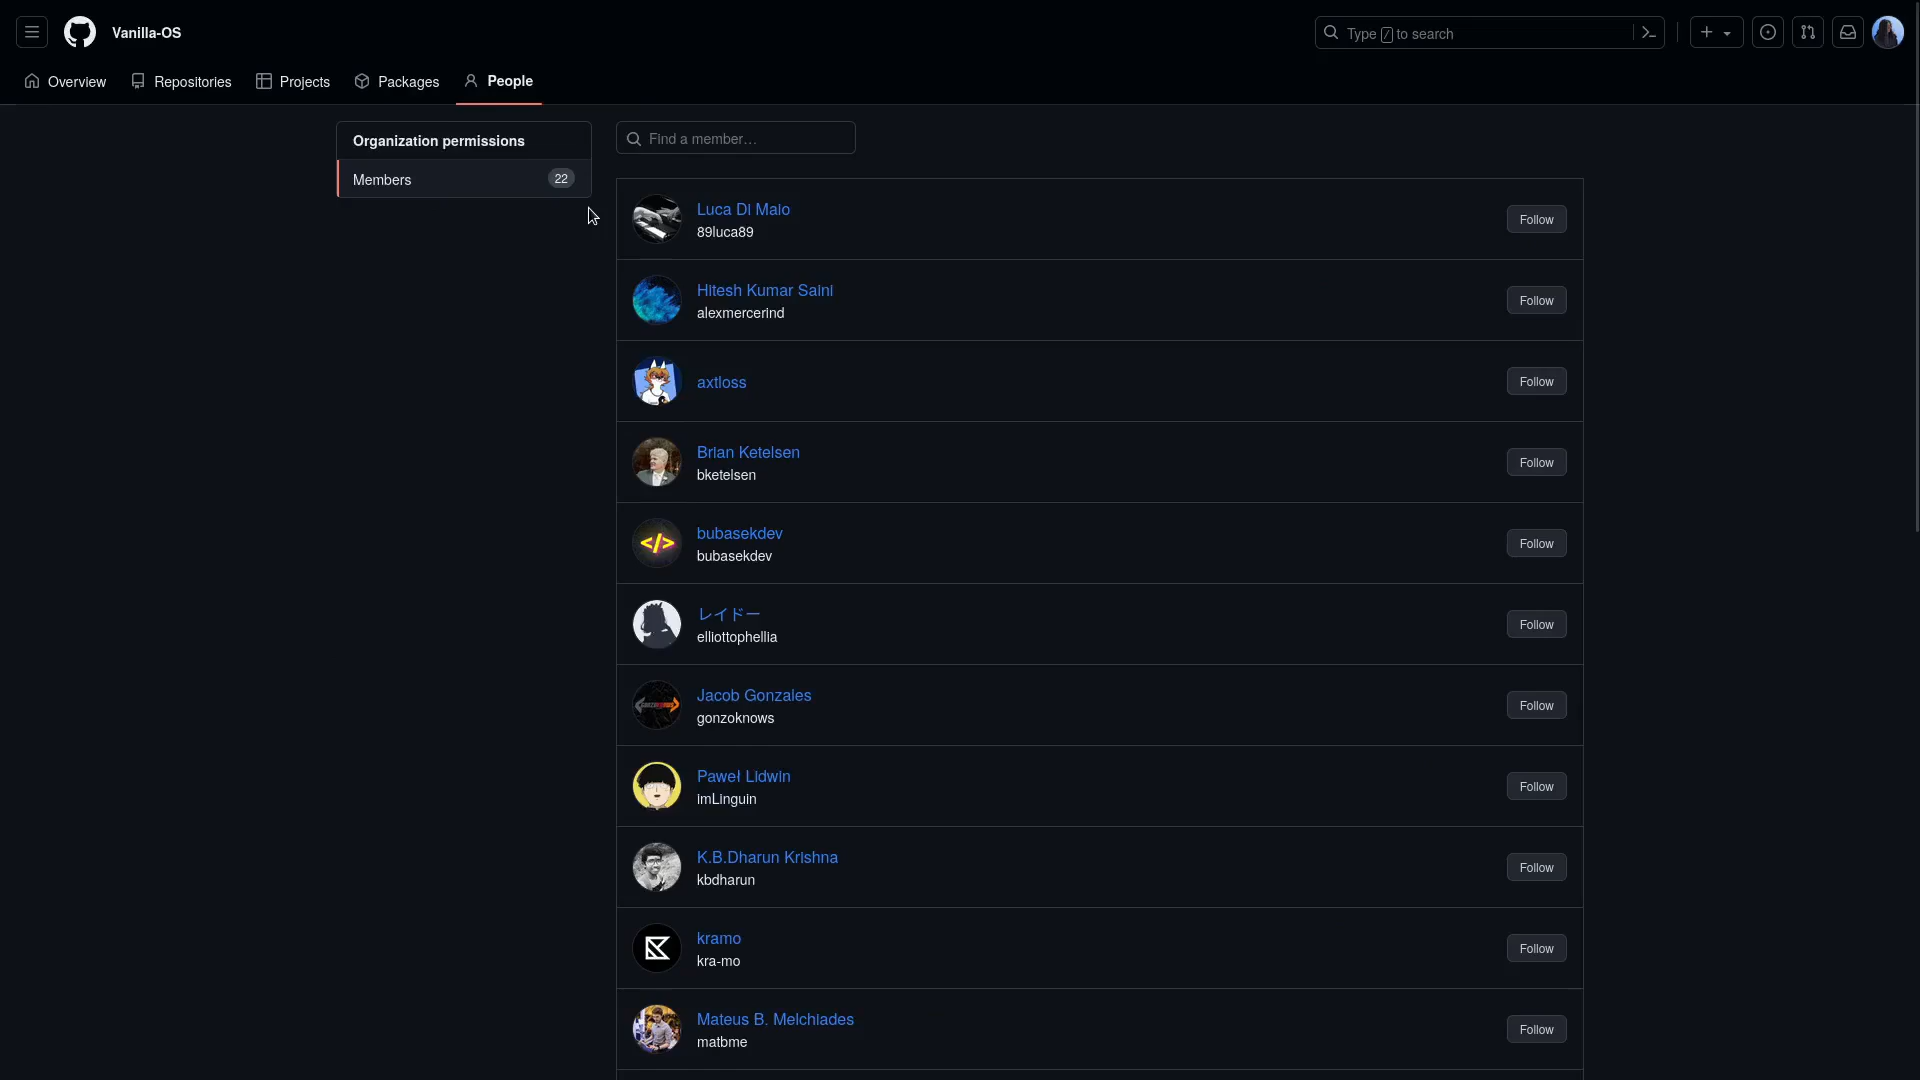 Vanilla-OS
Type / to search
Overview
Repositories
Projects
Packages
People
Organization permissions
Members 22
Find a member...
Luca Di Maio
89luca89
Follow
Hitesh Kumar Saini
alexmercerind
Follow
axtloss
Follow
Brian Ketelsen
bketelsen
Follow
bubasekdev
bubasekdev
Follow
レイドー
elliottophellia
Follow
Jacob Gonzales
gonzoknows
Follow
Paweł Lidwin
imLinguin
Follow
K.B.Dharun Krishna
kbdharun
Follow
kramo
kra-mo
Follow
Mateus B. Melchiades
matbme
Follow